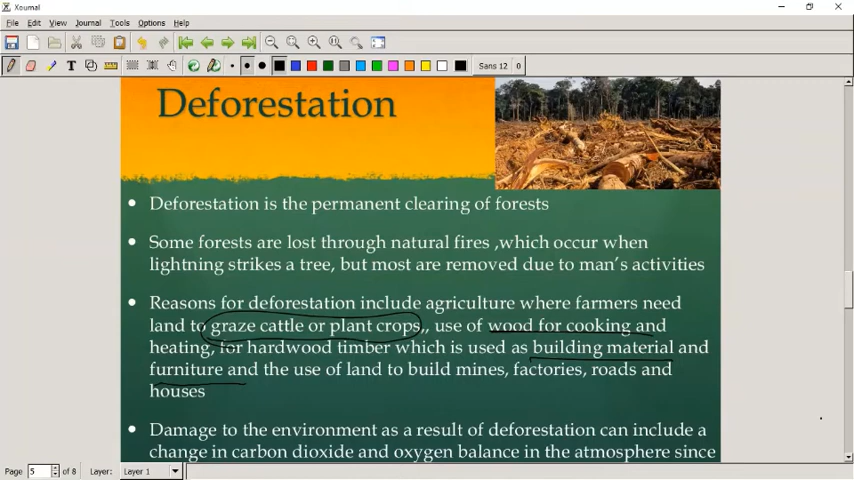 Xournal
File Edit View Journal Tools Options Help
Sans 12 0
Deforestation
• Deforestation is the permanent clearing of forests
• Some forests are lost through natural fires ,which occur when
lightning strikes a tree, but most are removed due to man's activities
• Reasons for deforestation include agriculture where farmers need
land to graze cattle or plant crops,, use of wood for cooking and
heating, for hardwood timber which is used as building material and
furniture and the use of land to build mines, factories, roads and
houses
• Damage to the environment as a result of deforestation can include a
change in carbon dioxide and oxygen balance in the atmosphere since
Page 5 of 8 Layer: Layer 1